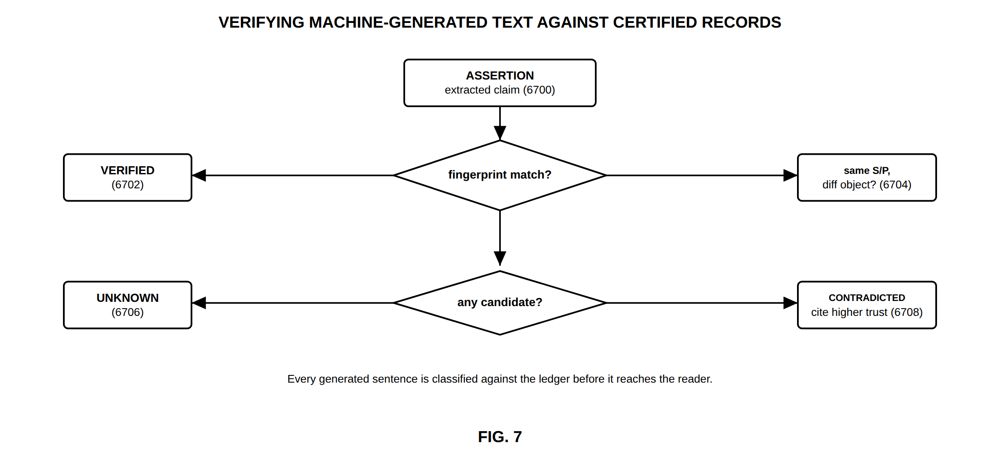 VERIFYING MACHINE-GENERATED TEXT AGAINST CERTIFIED RECORDS
ASSERTION
extracted claim (6700)
VERIFIED
(6702)
fingerprint match?
same S/P,
diff object? (6704)
UNKNOWN
(6706)
any candidate?
CONTRADICTED
cite higher trust (6708)
Every generated sentence is classified against the ledger before it reaches the reader.
FIG. 7